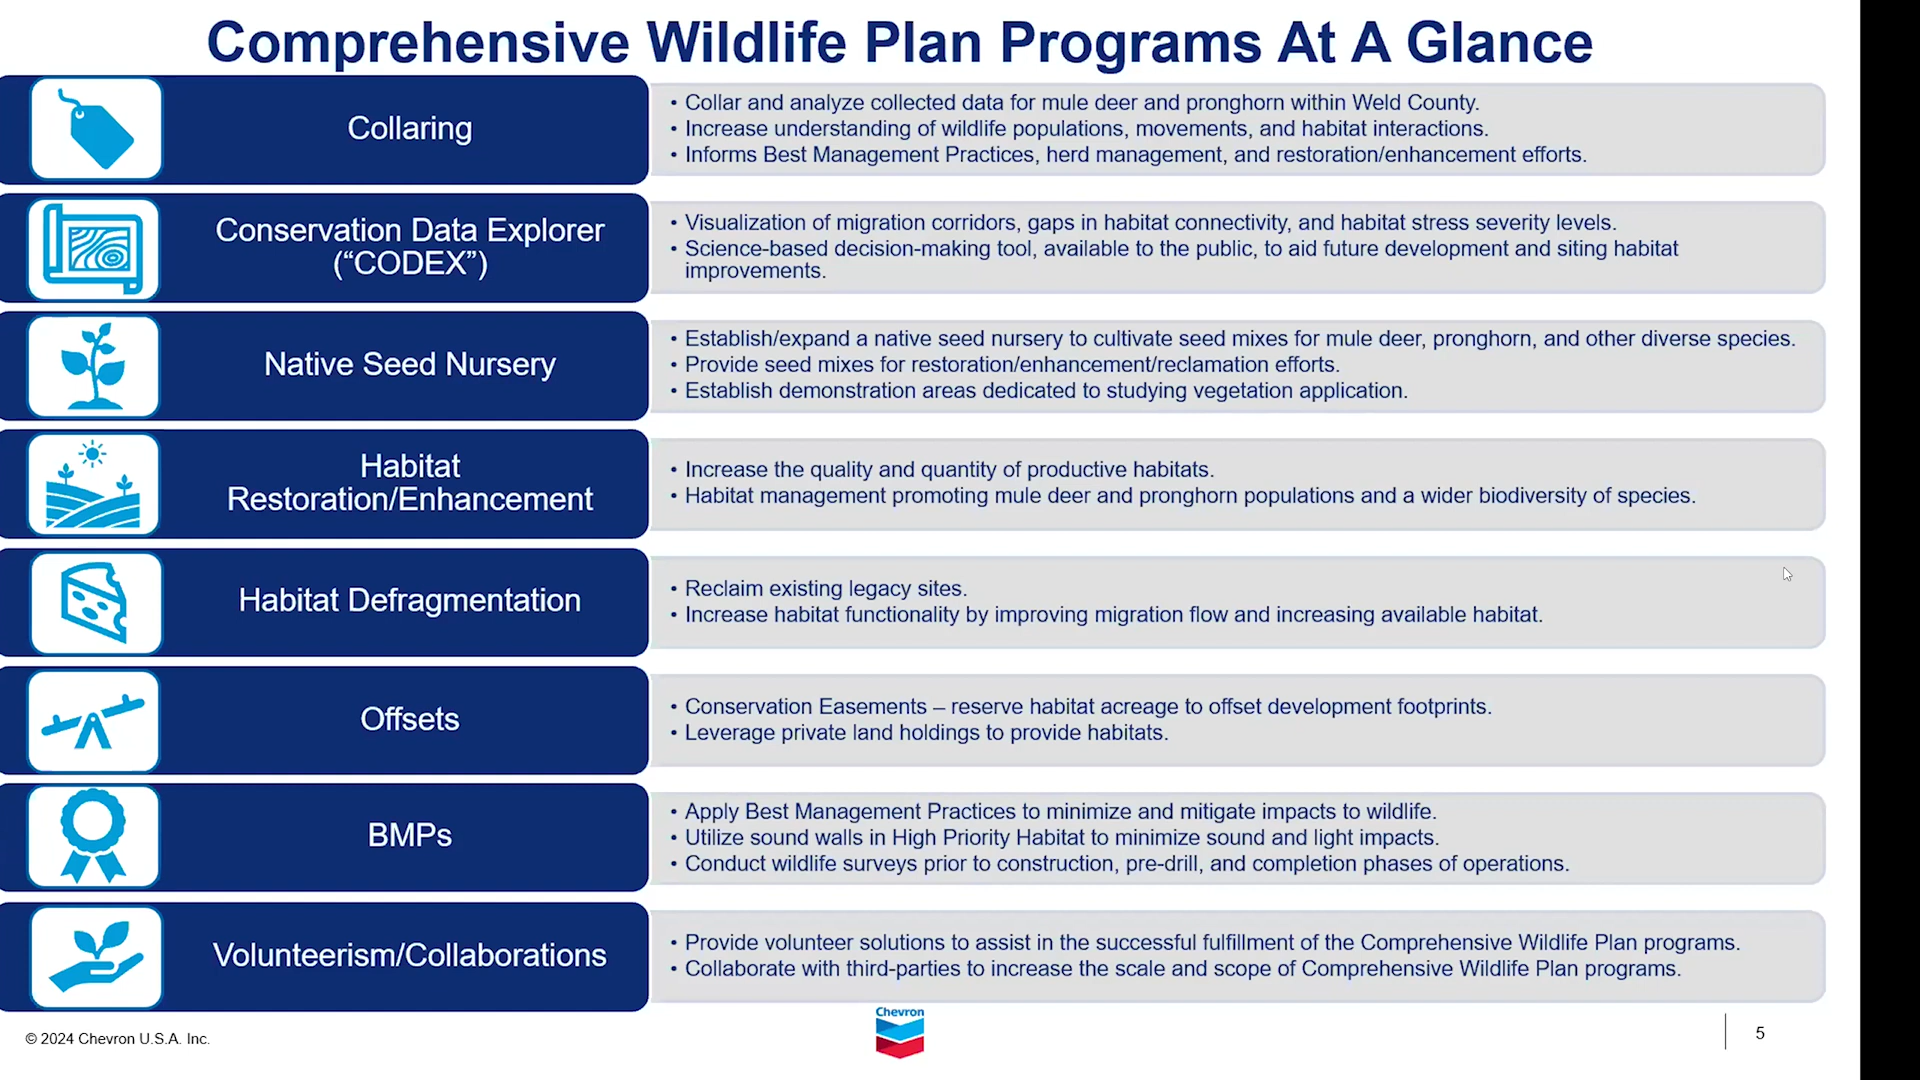 Comprehensive Wildlife Plan Programs At A Glance
Collaring
• Collar and analyze collected data for mule deer and pronghorn within Weld County.
• Increase understanding of wildlife populations, movements, and habitat interactions.
• Informs Best Management Practices, herd management, and restoration/enhancement efforts.
Conservation Data Explorer
(“CODEX”)
• Visualization of migration corridors, gaps in habitat connectivity, and habitat stress severity levels.
• Science-based decision-making tool, available to the public, to aid future development and siting habitat
improvements.
Native Seed Nursery
• Establish/expand a native seed nursery to cultivate seed mixes for mule deer, pronghorn, and other diverse species.
• Provide seed mixes for restoration/enhancement/reclamation efforts.
• Establish demonstration areas dedicated to studying vegetation application.
Habitat
Restoration/Enhancement
• Increase the quality and quantity of productive habitats.
• Habitat management promoting mule deer and pronghorn populations and a wider biodiversity of species.
Habitat Defragmentation
• Reclaim existing legacy sites.
• Increase habitat functionality by improving migration flow and increasing available habitat.
Offsets
• Conservation Easements – reserve habitat acreage to offset development footprints.
• Leverage private land holdings to provide habitats.
BMPs
• Apply Best Management Practices to minimize and mitigate impacts to wildlife.
• Utilize sound walls in High Priority Habitat to minimize sound and light impacts.
• Conduct wildlife surveys prior to construction, pre-drill, and completion phases of operations.
Volunteerism/Collaborations
• Provide volunteer solutions to assist in the successful fulfillment of the Comprehensive Wildlife Plan programs.
• Collaborate with third-parties to increase the scale and scope of Comprehensive Wildlife Plan programs.
© 2024 Chevron U.S.A. Inc.
Chevron
5